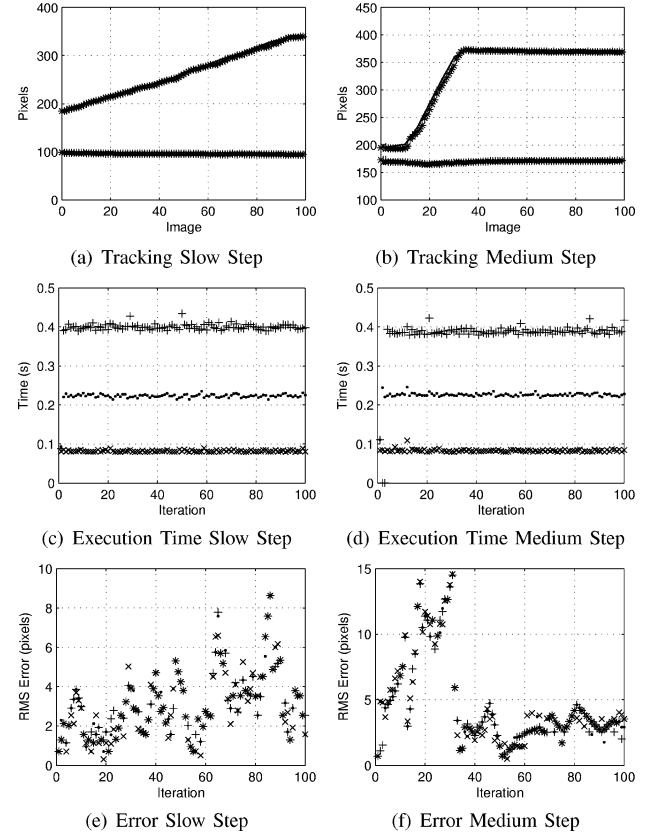 400
300
200
100
0
Pixels
0 20 40 60 80 100
Image
(a) Tracking Slow Step
450
400
350
300
250
200
150
100
Pixels
0 20 40 60 80 100
Image
(b) Tracking Medium Step
0.5
0.4
0.3
0.2
0.1
0
Time (s)
0 20 40 60 80 100
Iteration
(c) Execution Time Slow Step
0.5
0.4
0.3
0.2
0.1
0
Time (s)
0 20 40 60 80 100
Iteration
(d) Execution Time Medium Step
10
8
6
4
2
0
RMS Error (pixels)
0 20 40 60 80 100
Iteration
(e) Error Slow Step
15
10
5
0
RMS Error (pixels)
0 20 40 60 80 100
Iteration
(f) Error Medium Step